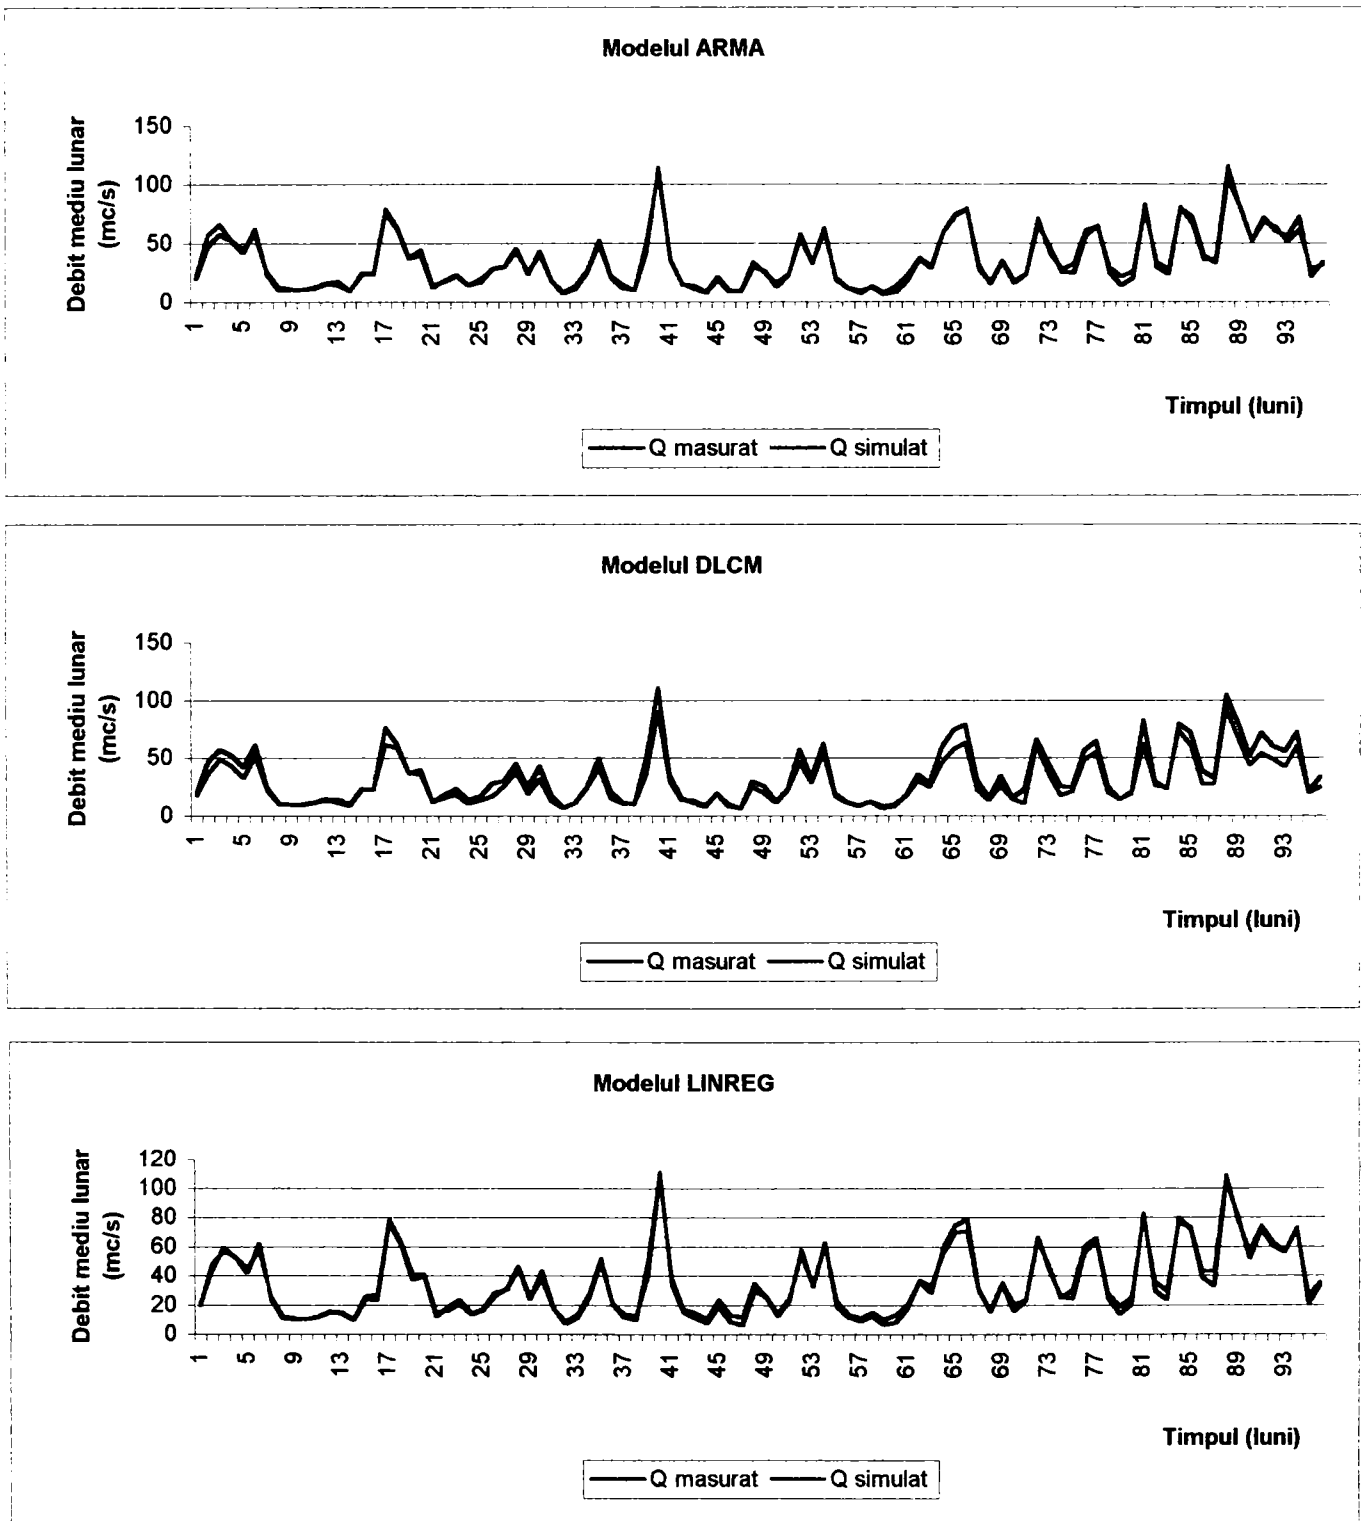 Modelul ARMA
Debit mediu lunar
(mc/s)
150
100
50
0
1 5 9 13 17 21 25 29 33 37 41 45 49 53 57 61 65 69 73 77 81 85 89 93
Timpul (luni)
Q masurat Q simulat
Modelul DLCM
Debit mediu lunar
(mc/s)
150
100
50
0
1 5 9 13 17 21 25 29 33 37 41 45 49 53 57 61 65 69 73 77 81 85 89 93
Timpul (luni)
Q masurat Q simulat
Modelul LINREG
Debit mediu lunar
(mc/s)
120
100
80
60
40
20
0
1 5 9 13 17 21 25 29 33 37 41 45 49 53 57 61 65 69 73 77 81 85 89 93
Timpul (luni)
Q masurat Q simulat